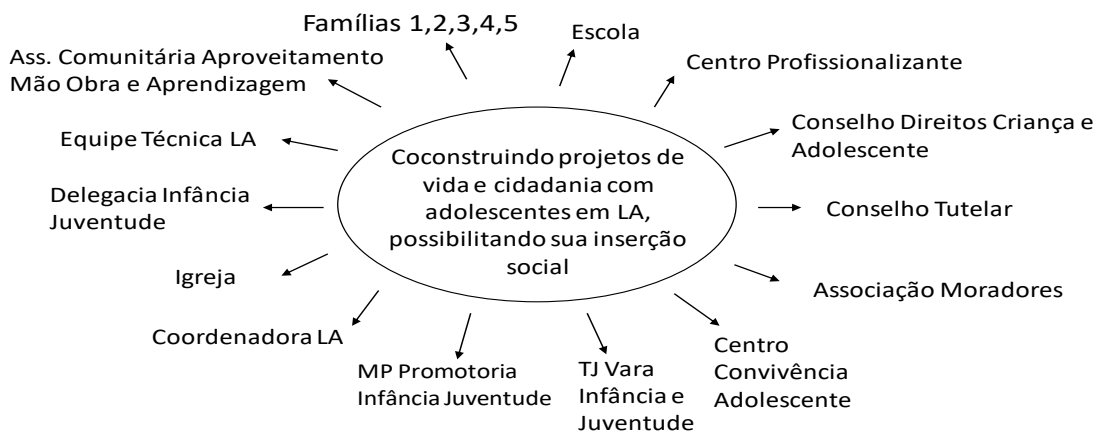 Famílias 1,2,3,4,5
Escola
Ass. Comunitária Aproveitamento
Mão Obra e Aprendizagem
Centro Profissionalizante
Equipe Técnica LA
Conselho Direitos Criança e
Adolescente
Coconstruindo projetos de
vida e cidadania com
adolescentes em LA,
possibilitando sua inserção
social
Delegacia Infância
Juventude
Conselho Tutelar
Igreja
Associação Moradores
Coordenadora LA
MP Promotoria
Infância Juventude
TJ Vara
Infância e
Juventude
Centro
Convivência
Adolescente